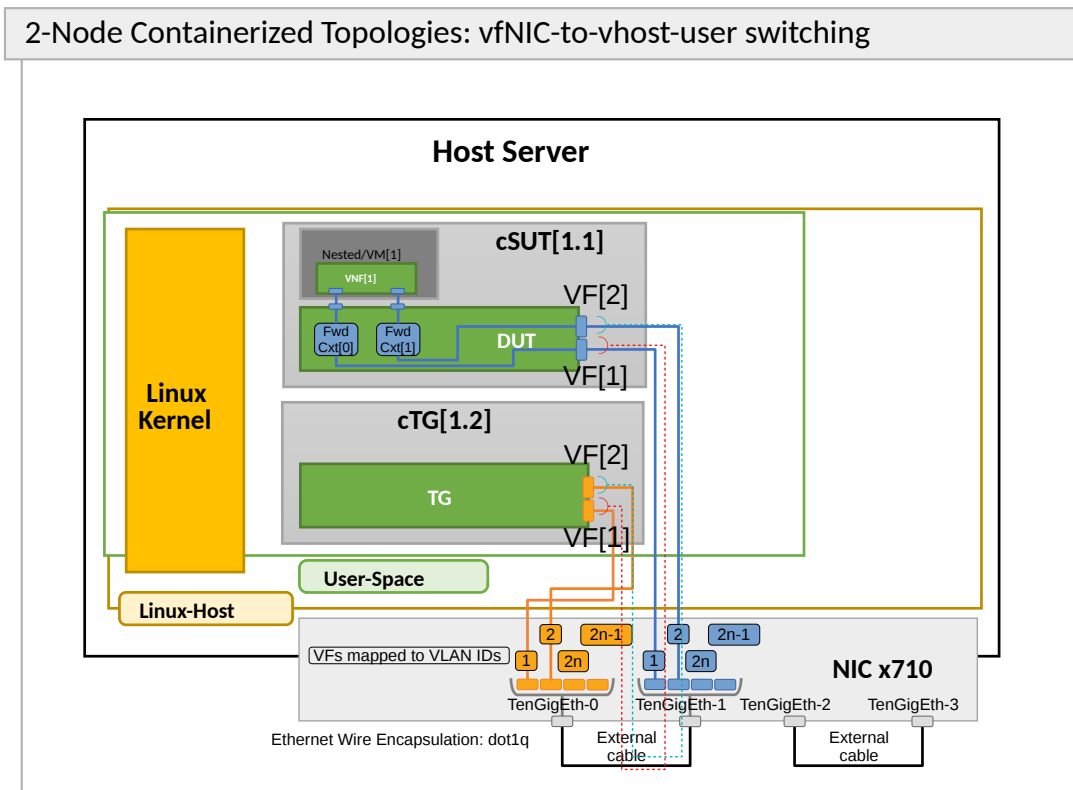 2-Node Containerized Topologies: vfNIC-to-vhost-user switching
Host Server
cSUT[1.1]
Nested/VM[1]
VNF[1]
VF[2]
Fwd
Cxt[0]
Fwd
Cxt[1]
DUT
VF[1]
Linux
Kernel
cTG[1.2]
VF[2]
TG
VF[1]
User-Space
Linux-Host
2
2n-1
2
2n-1
VFs mapped to VLAN IDs
1
2n
1
2n
NIC x710
TenGigEth-0
TenGigEth-1
TenGigEth-2
TenGigEth-3
Ethernet Wire Encapsulation: dot1q
External
cable
External
cable